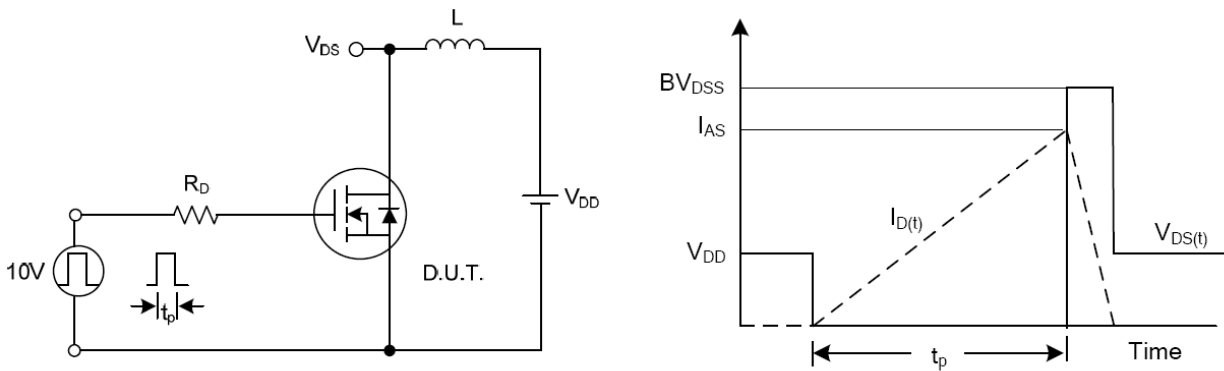 L
VDS
RD
VDD
10V
tp
D.U.T.
BVDSS
IAS
ID(t)
VDD
VDS(t)
tp
Time